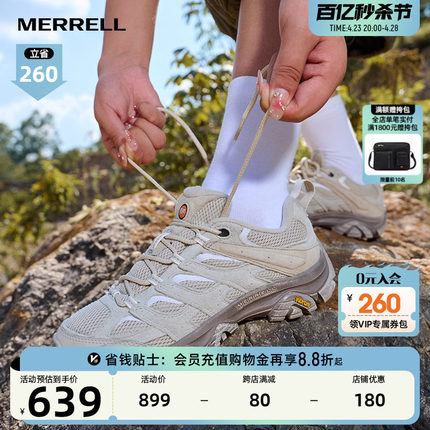 MERRELL
百亿秒杀节
TIME:4.23 20:00-4.28
立省
260
满额赠挎包
全店单笔实付
满1800元赠挎包
限量前10名
0元入会
¥260
领VIP专属券包
省钱贴士：会员充值购物金再享8.8折起
活动预估到手价 活动价 跨店满减 店铺优惠
¥639 899 - 80 - 180
vibram